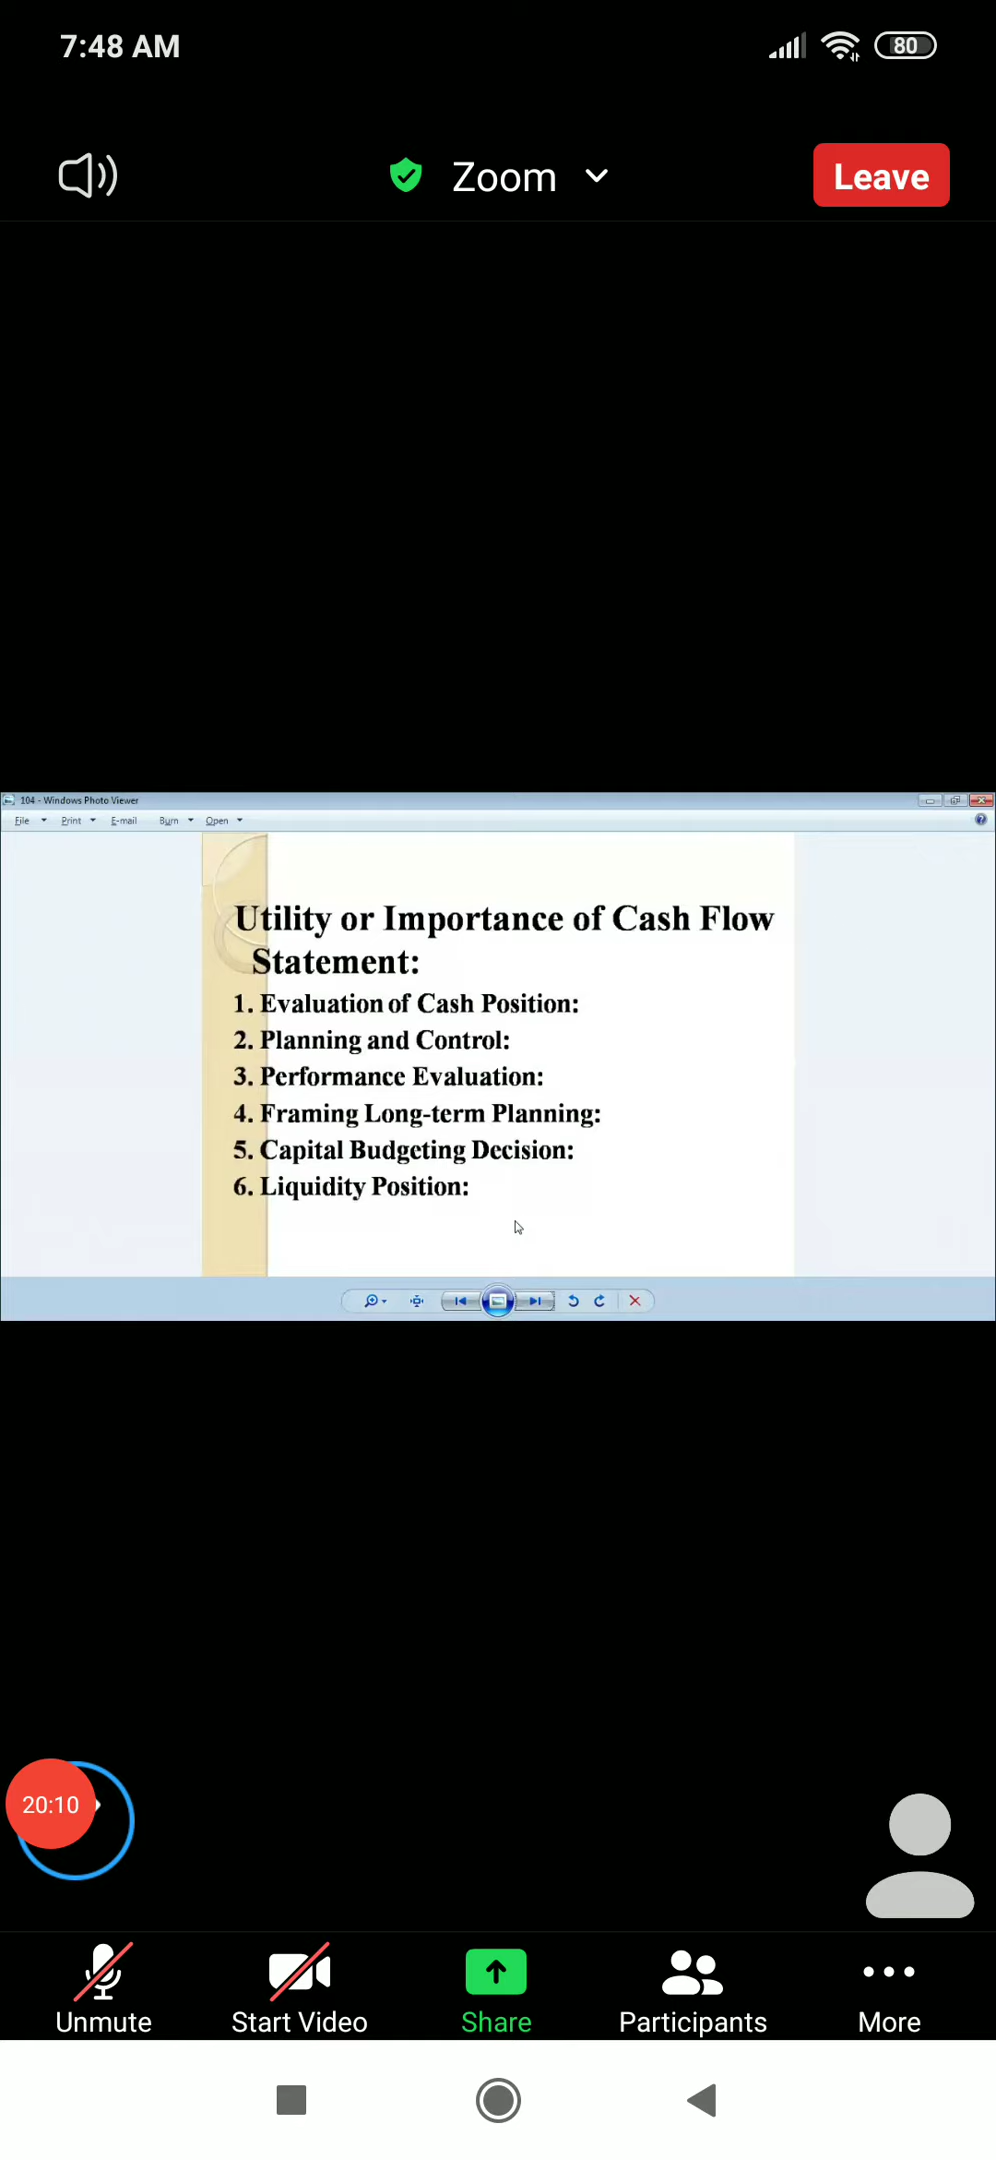 7:48 AM
80
Zoom
Leave
104 - Windows Photo Viewer
File Print E-mail Burn Open
Utility or Importance of Cash Flow
Statement:
1. Evaluation of Cash Position:
2. Planning and Control:
3. Performance Evaluation:
4. Framing Long-term Planning:
5. Capital Budgeting Decision:
6. Liquidity Position:
20:10
Unmute Start Video Share Participants More